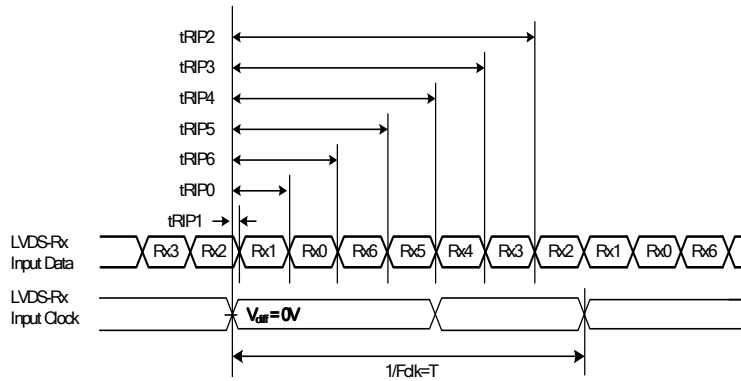 tRIP2
tRIP3
tRIP4
tRIP5
tRIP6
tRIP0
tRIP1
LVDS-Rx
Input Data
Rx3 Rx2 Rx1 Rx0 Rx6 Rx5 Rx4 Rx3 Rx2 Rx1 Rx0 Rx6
LVDS-Rx
Input Clock
Vdiff = 0V
1/Fclk=T